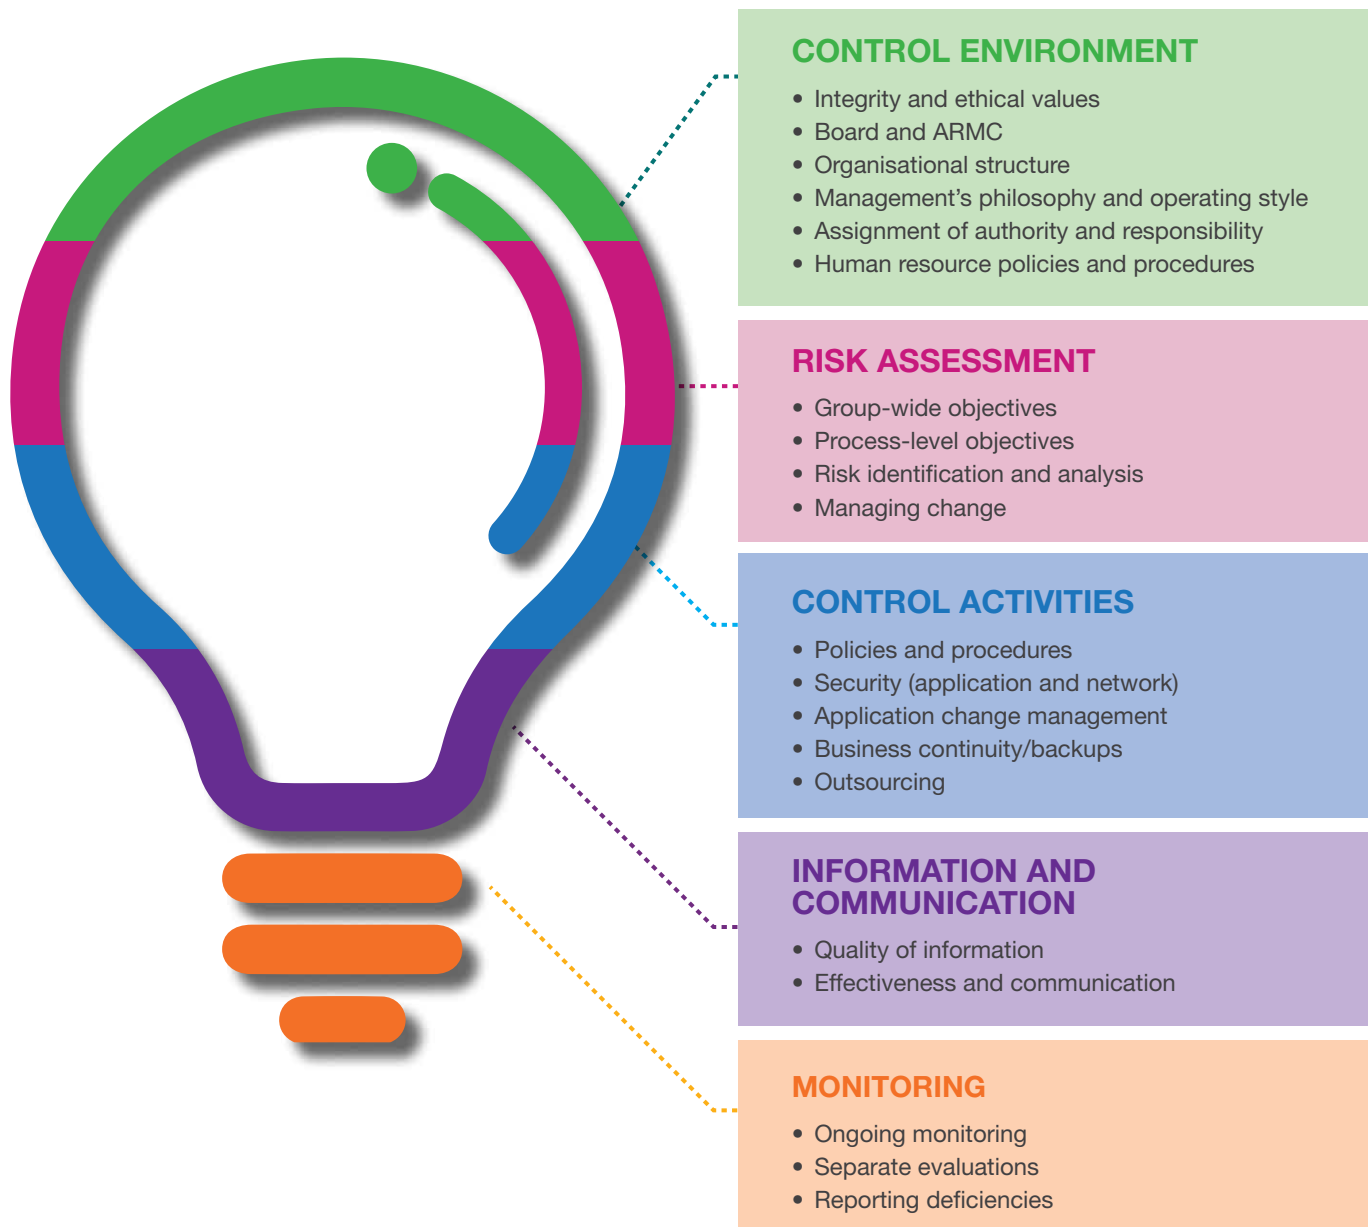 CONTROL ENVIRONMENT
• Integrity and ethical values
• Board and ARMC
• Organisational structure
• Management’s philosophy and operating style
• Assignment of authority and responsibility
• Human resource policies and procedures
RISK ASSESSMENT
• Group-wide objectives
• Process-level objectives
• Risk identification and analysis
• Managing change
CONTROL ACTIVITIES
• Policies and procedures
• Security (application and network)
• Application change management
• Business continuity/backups
• Outsourcing
INFORMATION AND
COMMUNICATION
• Quality of information
• Effectiveness and communication
MONITORING
• Ongoing monitoring
• Separate evaluations
• Reporting deficiencies